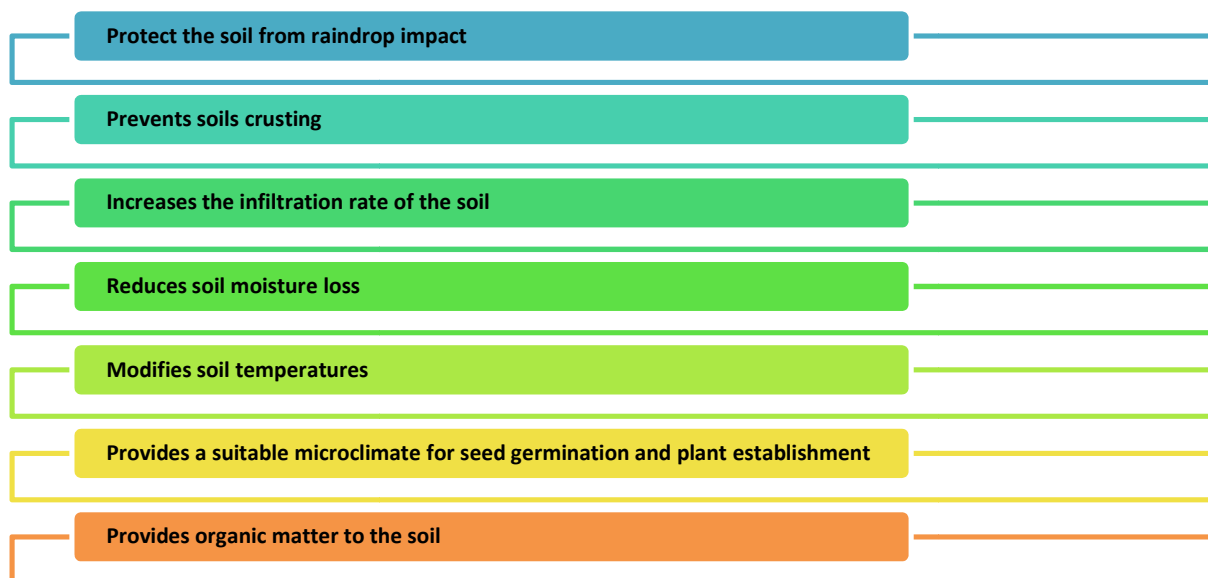 Protect the soil from raindrop impact
Prevents soils crusting
Increases the infiltration rate of the soil
Reduces soil moisture loss
Modifies soil temperatures
Provides a suitable microclimate for seed germination and plant establishment
Provides organic matter to the soil